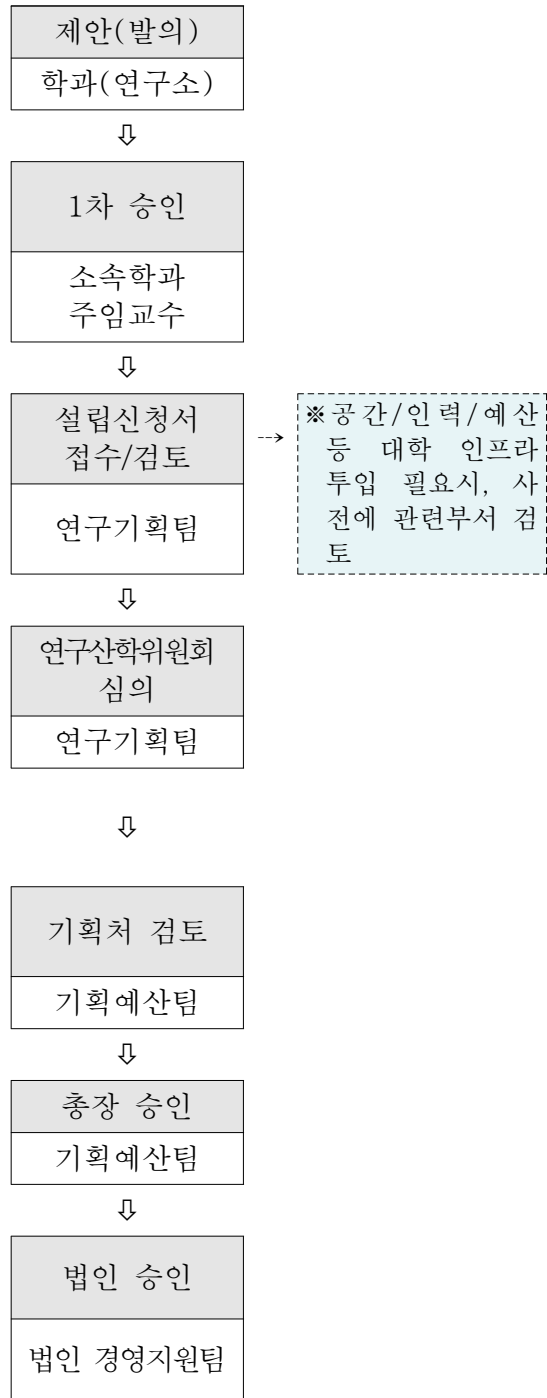 제안(발의)
학과(연구소)
⇩
1차 승인
소속학과
주임교수
⇩
설립신청서
접수/검토
연구기획팀
⇢
※공간/인력/예산
등 대학 인프라
투입 필요시, 사
전에 관련부서 검
토
⇩
연구산학위원회
심의
연구기획팀
⇩
기획처 검토
기획예산팀
⇩
총장 승인
기획예산팀
⇩
법인 승인
법인 경영지원팀